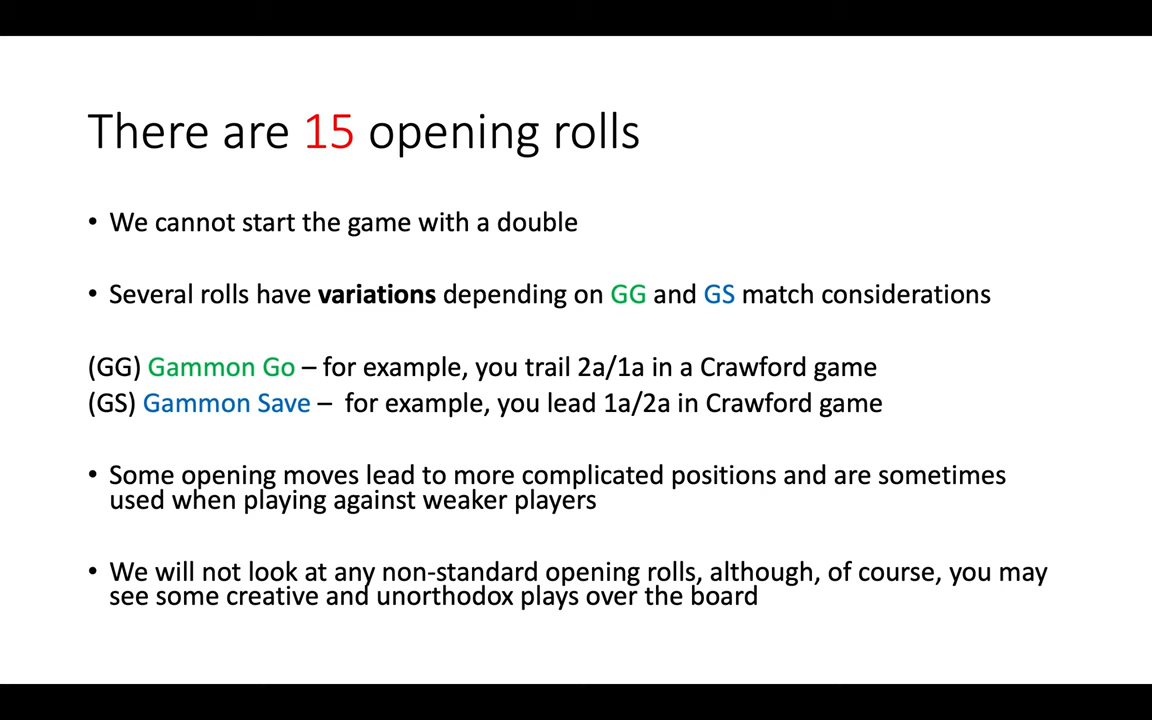 There are 15 opening rolls
• We cannot start the game with a double
• Several rolls have variations depending on GG and GS match considerations
(GG) Gammon Go – for example, you trail 2a/1a in a Crawford game
(GS) Gammon Save –  for example, you lead 1a/2a in Crawford game
• Some opening moves lead to more complicated positions and are sometimes
used when playing against weaker players
• We will not look at any non-standard opening rolls, although, of course, you may
see some creative and unorthodox plays over the board